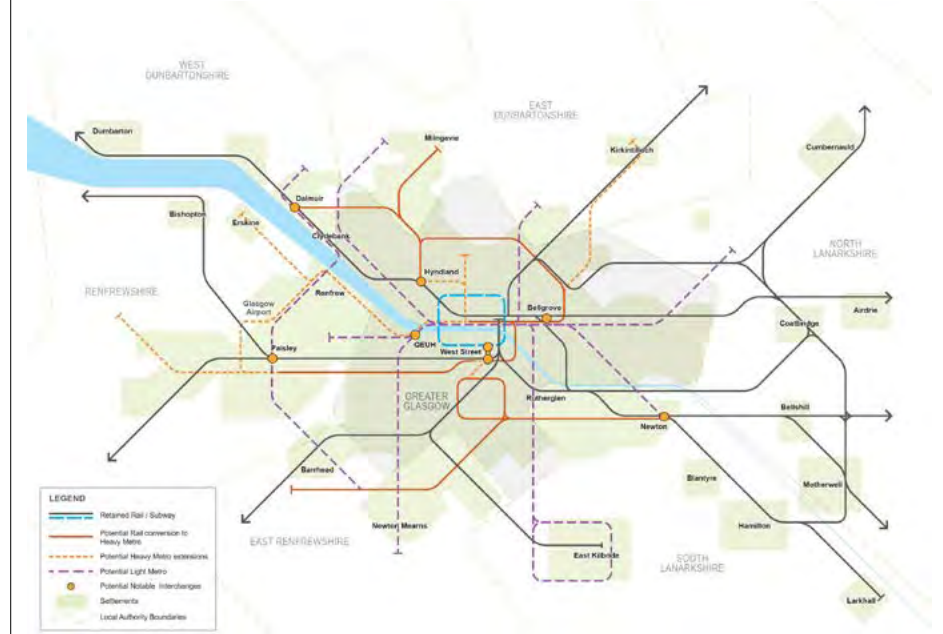 WEST
DUNBARTONSHIRE
EAST
DUNBARTONSHIRE
Dumbarton
Milngavie
Kirkintilloch
Cumbernauld
Dalmuir
Bishopton
Erskine
Clydebank
NORTH
LANARKSHIRE
Hyndland
RENFREWSHIRE
Renfrew
Glasgow
Airport
Bellgrove
Airdrie
Coatbridge
QEUH
Paisley
West Street
GREATER
GLASGOW
Rutherglen
Bellshill
Newton
Barrhead
Blantyre
Motherwell
LEGEND
Retained Rail / Subway
Potential Rail conversion to
Heavy Metro
Potential Heavy Metro extensions
Potential Light Metro
Potential Notable Interchanges
Settlements
Local Authority Boundaries
Newton Mearns
Hamilton
EAST RENFREWSHIRE
East Kilbride
SOUTH
LANARKSHIRE
Larkhall